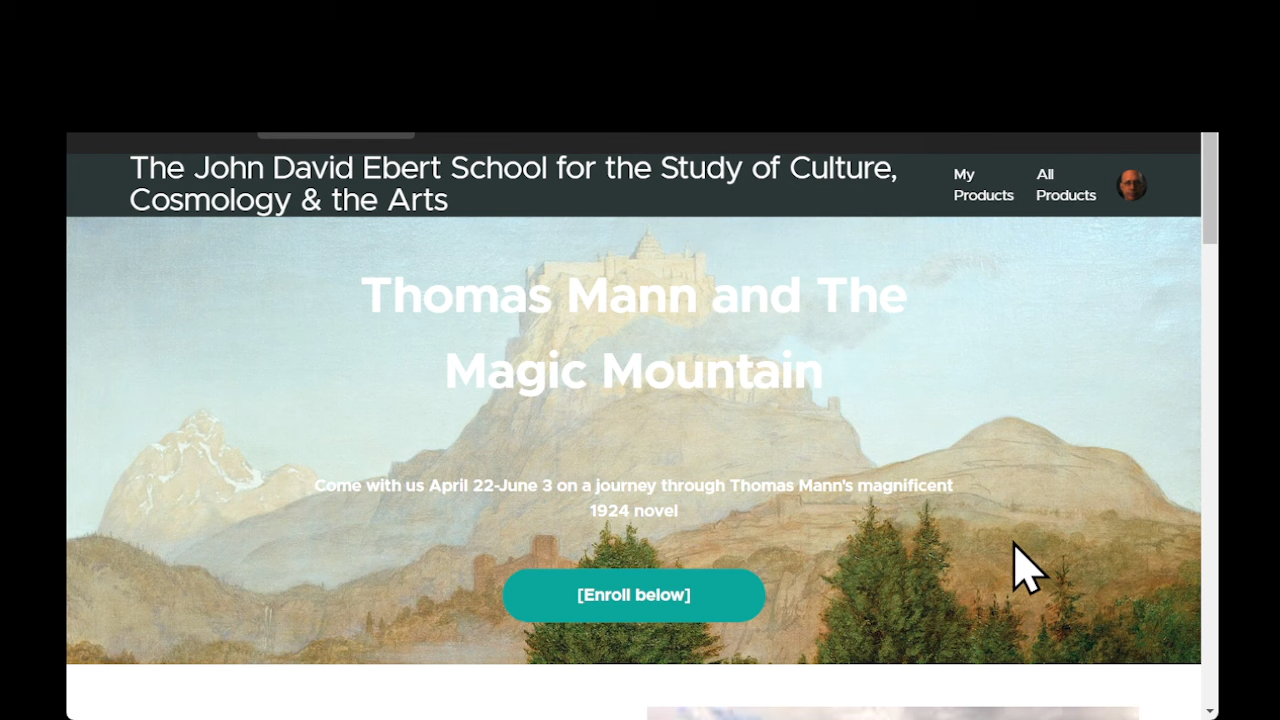 The John David Ebert School for the Study of Culture,
Cosmology & the Arts
My
Products
All
Products
Thomas Mann and The
Magic Mountain
Come with us April 22-June 3 on a journey through Thomas Mann's magnificent
1924 novel
[Enroll below]